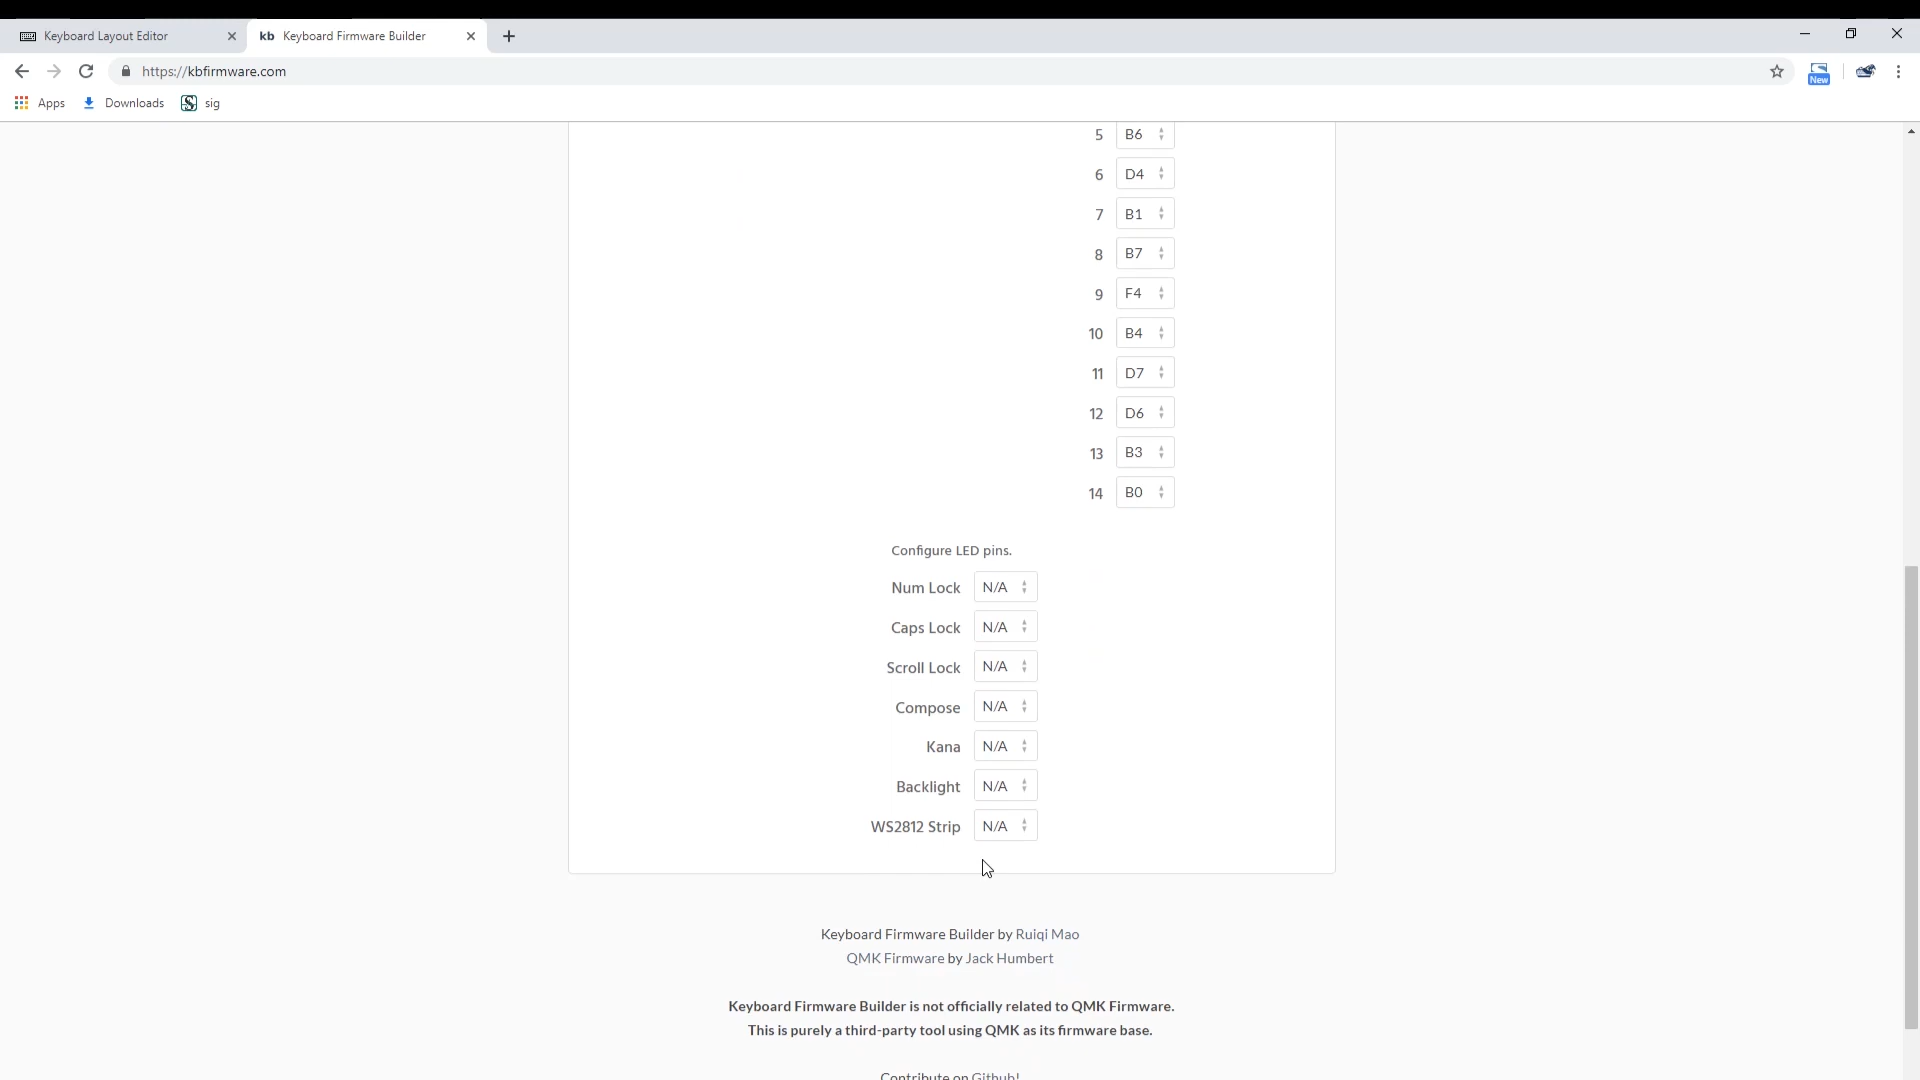 Keyboard Layout Editor
kb Keyboard Firmware Builder
https://kbfirmware.com
New
Apps Downloads sig
5 B6
6 D4
7 B1
8 B7
9 F4
10 B4
11 D7
12 D6
13 B3
14 B0
Configure LED pins.
Num Lock N/A
Caps Lock N/A
Scroll Lock N/A
Compose N/A
Kana N/A
Backlight N/A
WS2812 Strip N/A
Keyboard Firmware Builder by Ruiqi Mao
QMK Firmware by Jack Humbert
Keyboard Firmware Builder is not officially related to QMK Firmware.
This is purely a third-party tool using QMK as its firmware base.
Contribute on Github!